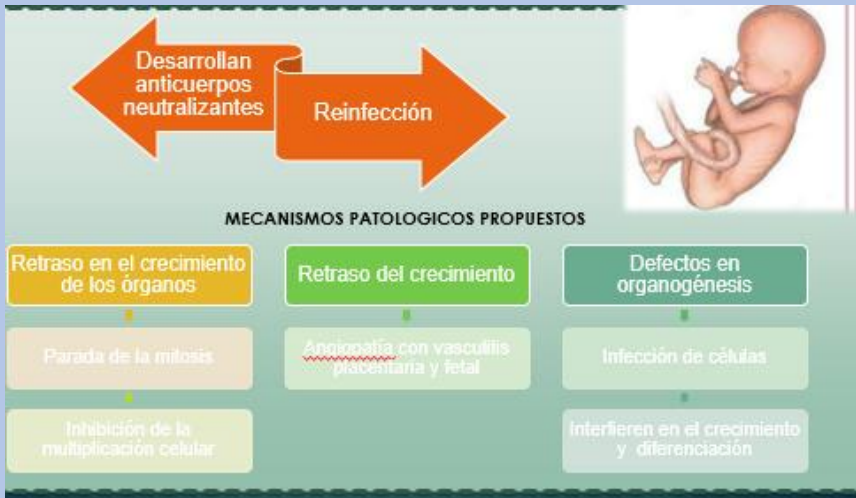 Desarrollan
anticuerpos
neutralizantes
Reinfección
MECANISMOS PATOLOGICOS PROPUESTOS
Retraso en el crecimiento
de los órganos
Parada de la mitosis
Inhibición de la
multiplicación celular
Retraso del crecimiento
Angiopatía con vasculitis
placentaria y fetal
Defectos en
organogénesis
Infección de células
Interfieren en el crecimiento
y diferenciación